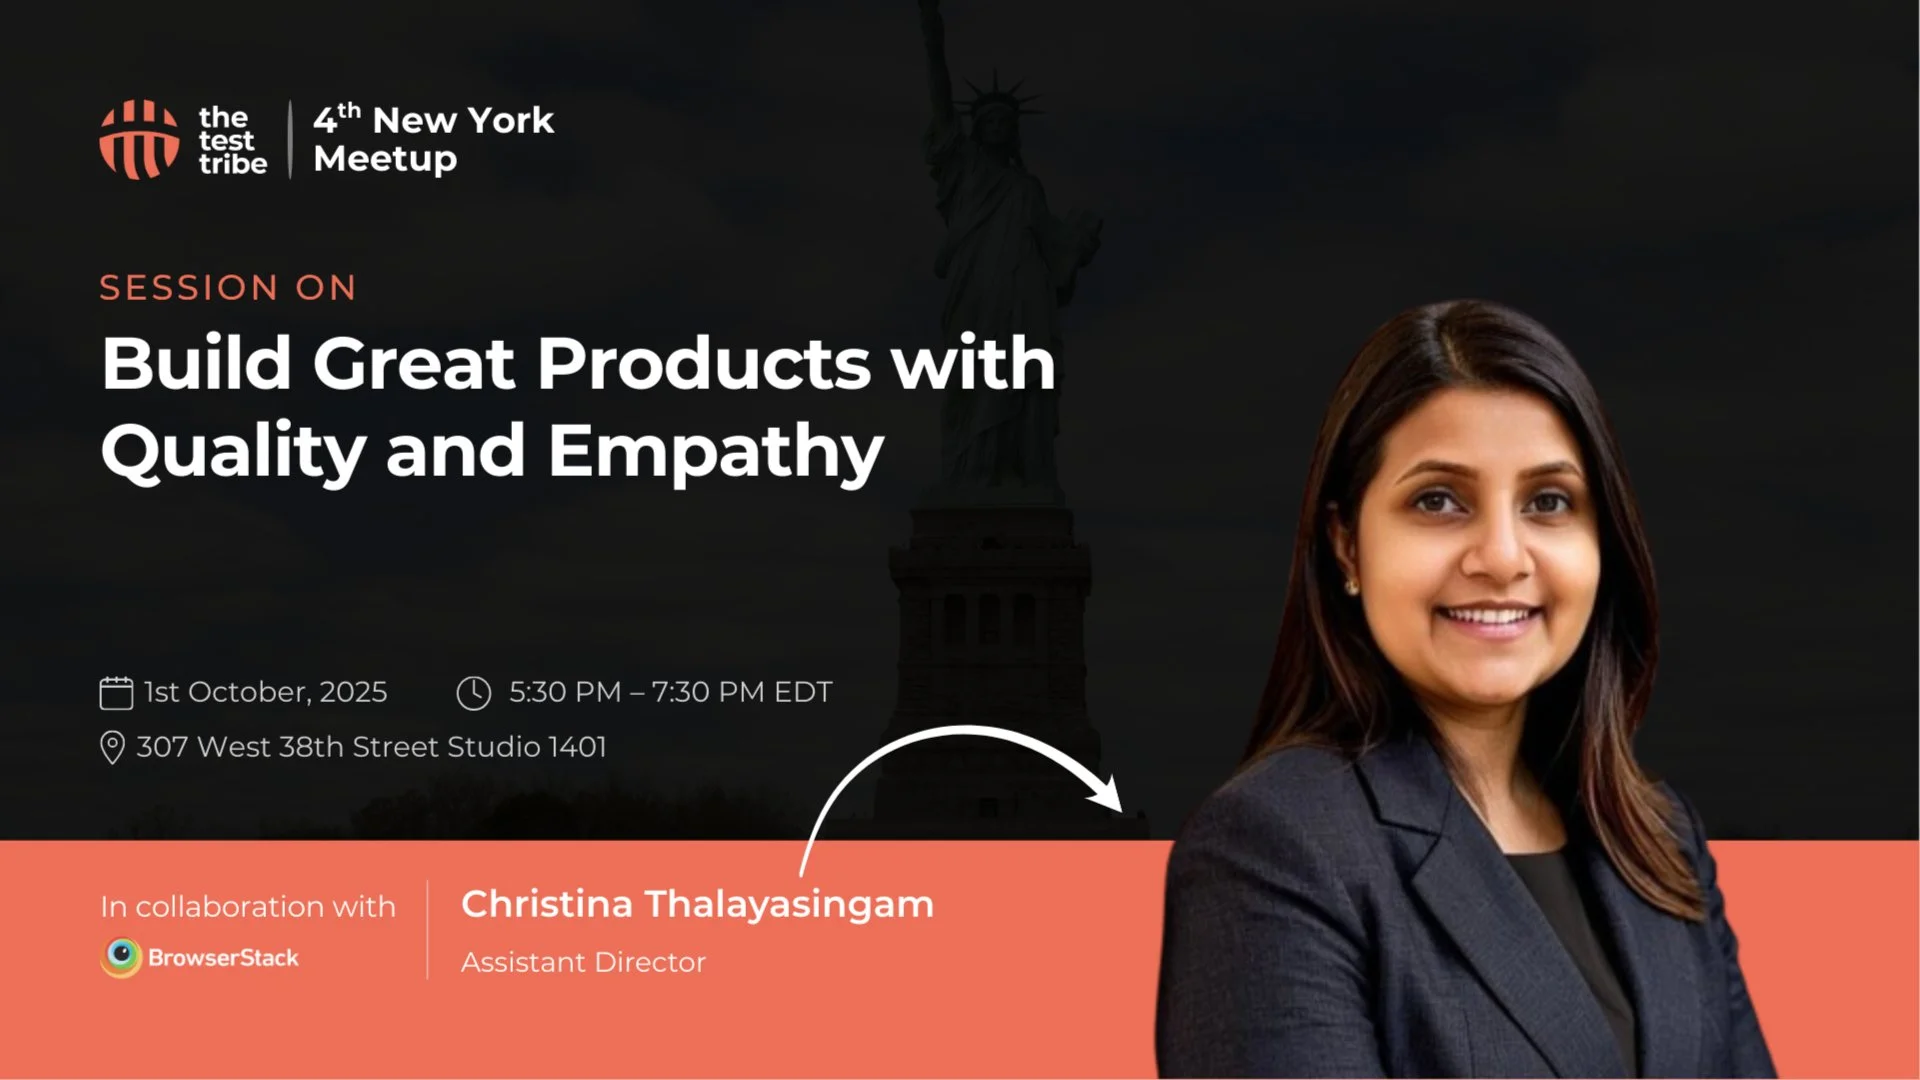 the
test
tribe
4th New York
Meetup
SESSION ON
Build Great Products with
Quality and Empathy
1st October, 2025
5:30 PM – 7:30 PM EDT
307 West 38th Street Studio 1401
In collaboration with
BrowserStack
Christina Thalayasingam
Assistant Director